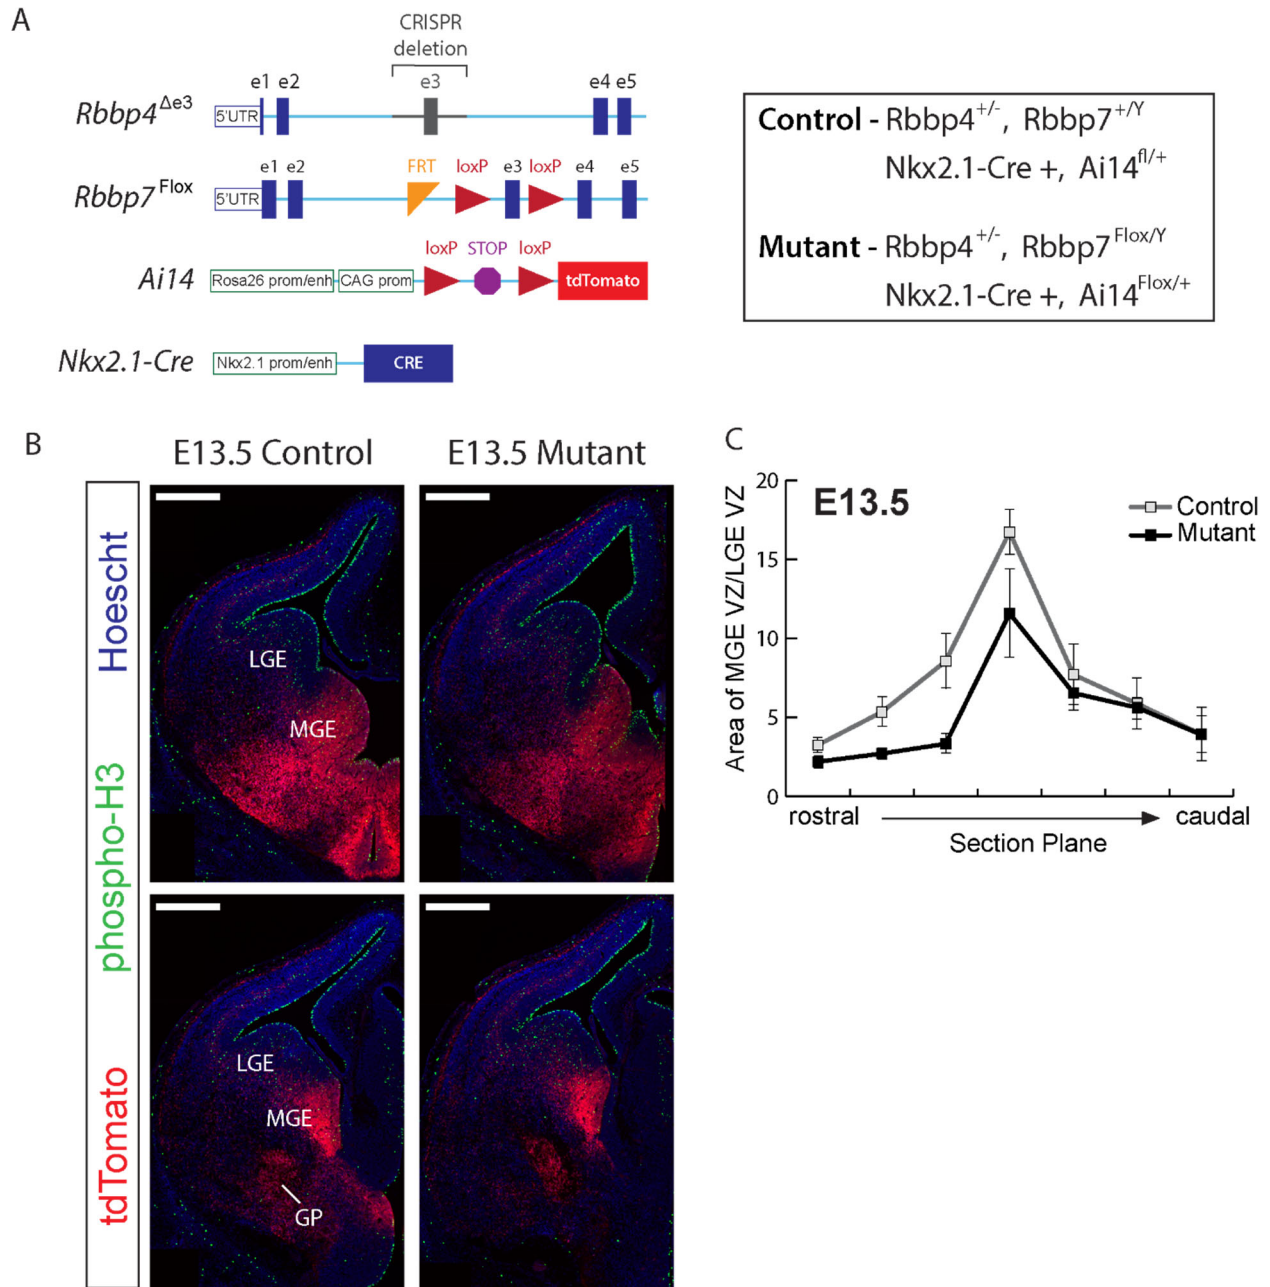 A
CRISPR
deletion
e1 e2 e3 e4 e5
Rbbp4Δe3
5'UTR
FRT loxP loxP
e1 e2 e3 e4 e5
Rbbp7Flox
5'UTR
loxP STOP loxP
Ai14
Rosa26 prom/enh CAG prom tdTomato
Nkx2.1-Cre
Nkx2.1 prom/enh CRE
Control - Rbbp4+/-, Rbbp7+/Y
Nkx2.1-Cre +, Ai14fl/+
Mutant - Rbbp4+/-, Rbbp7Flox/Y
Nkx2.1-Cre +, Ai14Flox/+
B
E13.5 Control E13.5 Mutant
tdTomato phospho-H3 Hoescht
LGE
MGE
LGE
MGE
GP
C
E13.5
Control
Mutant
Area of MGE VZ/LGE VZ
20
15
10
5
0
rostral caudal
Section Plane